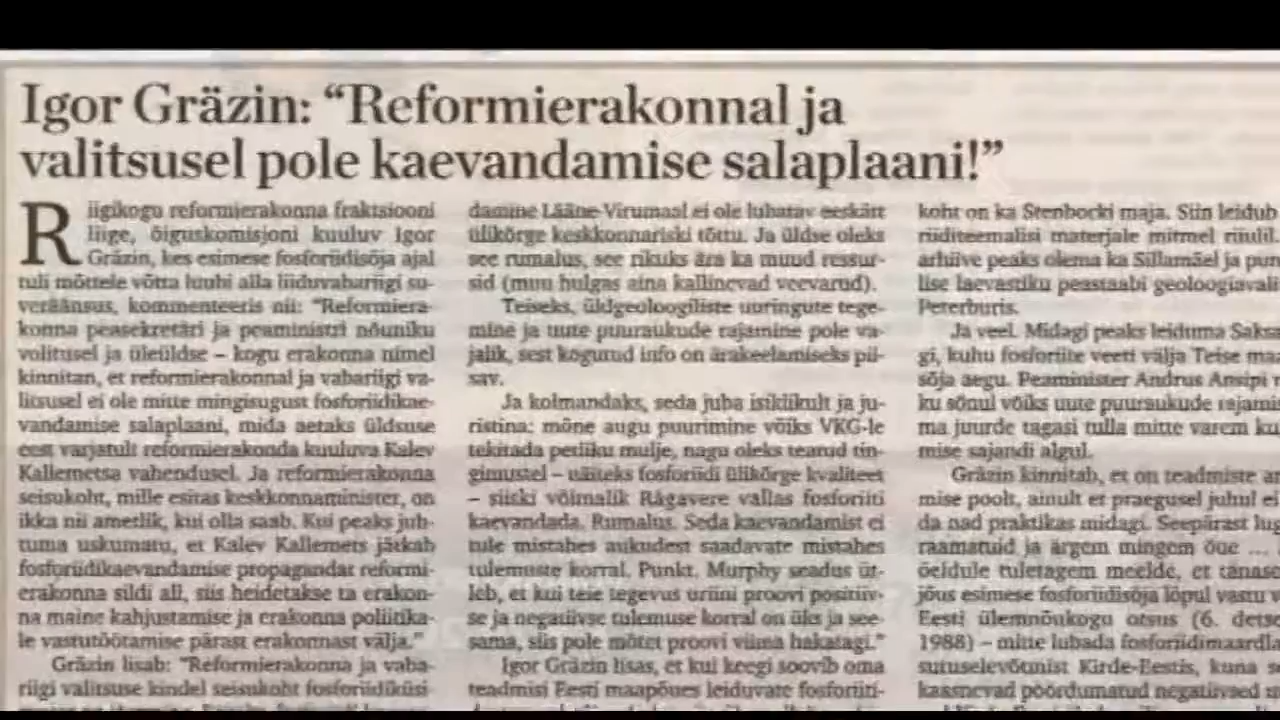 Igor Gräzin: “Reformierakonnal ja
valitsusel pole kaevandamise salaplaani!”
Riigikogu reformierakonna fraktsiooni
liige, õiguskomisjoni kuuluv Igor
Gräzin, kes esimese fosforiidisõja ajal
tuli mõttele võtta luubi alla liiduvabariigi su-
veräänsus, kommenteeris nii: “Reformiera-
konna peasekretäri ja peaministri nõuniku
volitusel ja üleüldse – kogu erakonna nimel
kinnitan, et reformierakonnal ja vabariigi va-
litsusel ei ole mitte mingisugust fosforiidikae-
vandamise salaplaani, mida aetaks üldsuse
eest varjatult reformierakonda kuuluva Kalev
Kallemetsa vahendusel. Ja reformierakonna
seisukoht, mille esitas keskkonnaminister, on
ikka nii ametlik, kui olla saab. Kui peaks juh-
tuma uskumatu, et Kalev Kallemets jätkab
fosforiidikaevandamise propagandat reformi-
erakonna sildi all, siis heidetakse ta erakon-
na maine kahjustamise ja erakonna poliitika-
le vastutöötamise pärast erakonnast välja.”
Gräzin lisab: “Reformierakonna ja vaba-
riigi valitsuse kindel seisukoht fosforiidiküsi-
damine Lääne-Virumaal ei ole lubatav eeskätt
ülikõrge keskkonnariski tõttu. Ja üldse oleks
see rumalus, see rikuks ära ka muud ressur-
sid (muu hulgas aina kallinevad veevarud).
Teiseks, üldgeoloogiliste uuringute tege-
mine ja uute puuraukude rajamine pole va-
jalik, sest kogutud info on ärakeelamiseks pii-
sav.
Ja kolmandaks, seda juba isiklikult ja ju-
ristina: mõne augu puurimine võiks VKG-le
tekitada petliku mulje, nagu oleks teatud tin-
gimustel – näiteks fosforiidi ülikõrge kvaliteet
– siiski võimalik Rägavere vallas fosforiiti
kaevandada. Rumalus. Seda kaevandamist ei
tule mistahes aukudest saadavate mistahes
tulemuste korral. Punkt. Murphy seadus üt-
leb, et kui teie tegevus uriini proovi positiiv-
se ja negatiivse tulemuse korral on üks ja see-
sama, siis pole mõtet proovi viima hakatagi.”
Igor Gräzin lisas, et kui keegi soovib oma
teadmisi Eesti maapõues leiduvate fosforiiti-
koht on ka Stenbocki maja. Siin leidub
riiditeemalisi materjale mitmel riiulil.
arhiive peaks olema ka Sillamäel ja
lise laevastiku peastaabi
Peterburis.
Ja veel. Midagi peaks leiduma
gi, kuhu fosforiite veeti välja Teise
sõja aegu. Peaminister Andrus Ansipi
ku sõnul võiks uute puuraukude
ma juurde tagasi tulla mitte varem
mise sajandi algul.
Gräzin kinnitab, et on teadmiste
mise poolt, ainult et praegusel juhul
da nad praktikas midagi. Seepärast
raamatuid ja ärgem mingem õue ...
öeldule tuletagem meelde, et
jõus esimese fosforiidisõja lõpul vastu
Eesti ülemnõukogu otsus (6.
1988) – mitte lubada
sutuselevõtmist Kirde-Eestis, kuna
kaasnevad pöördumatud negatiivsed